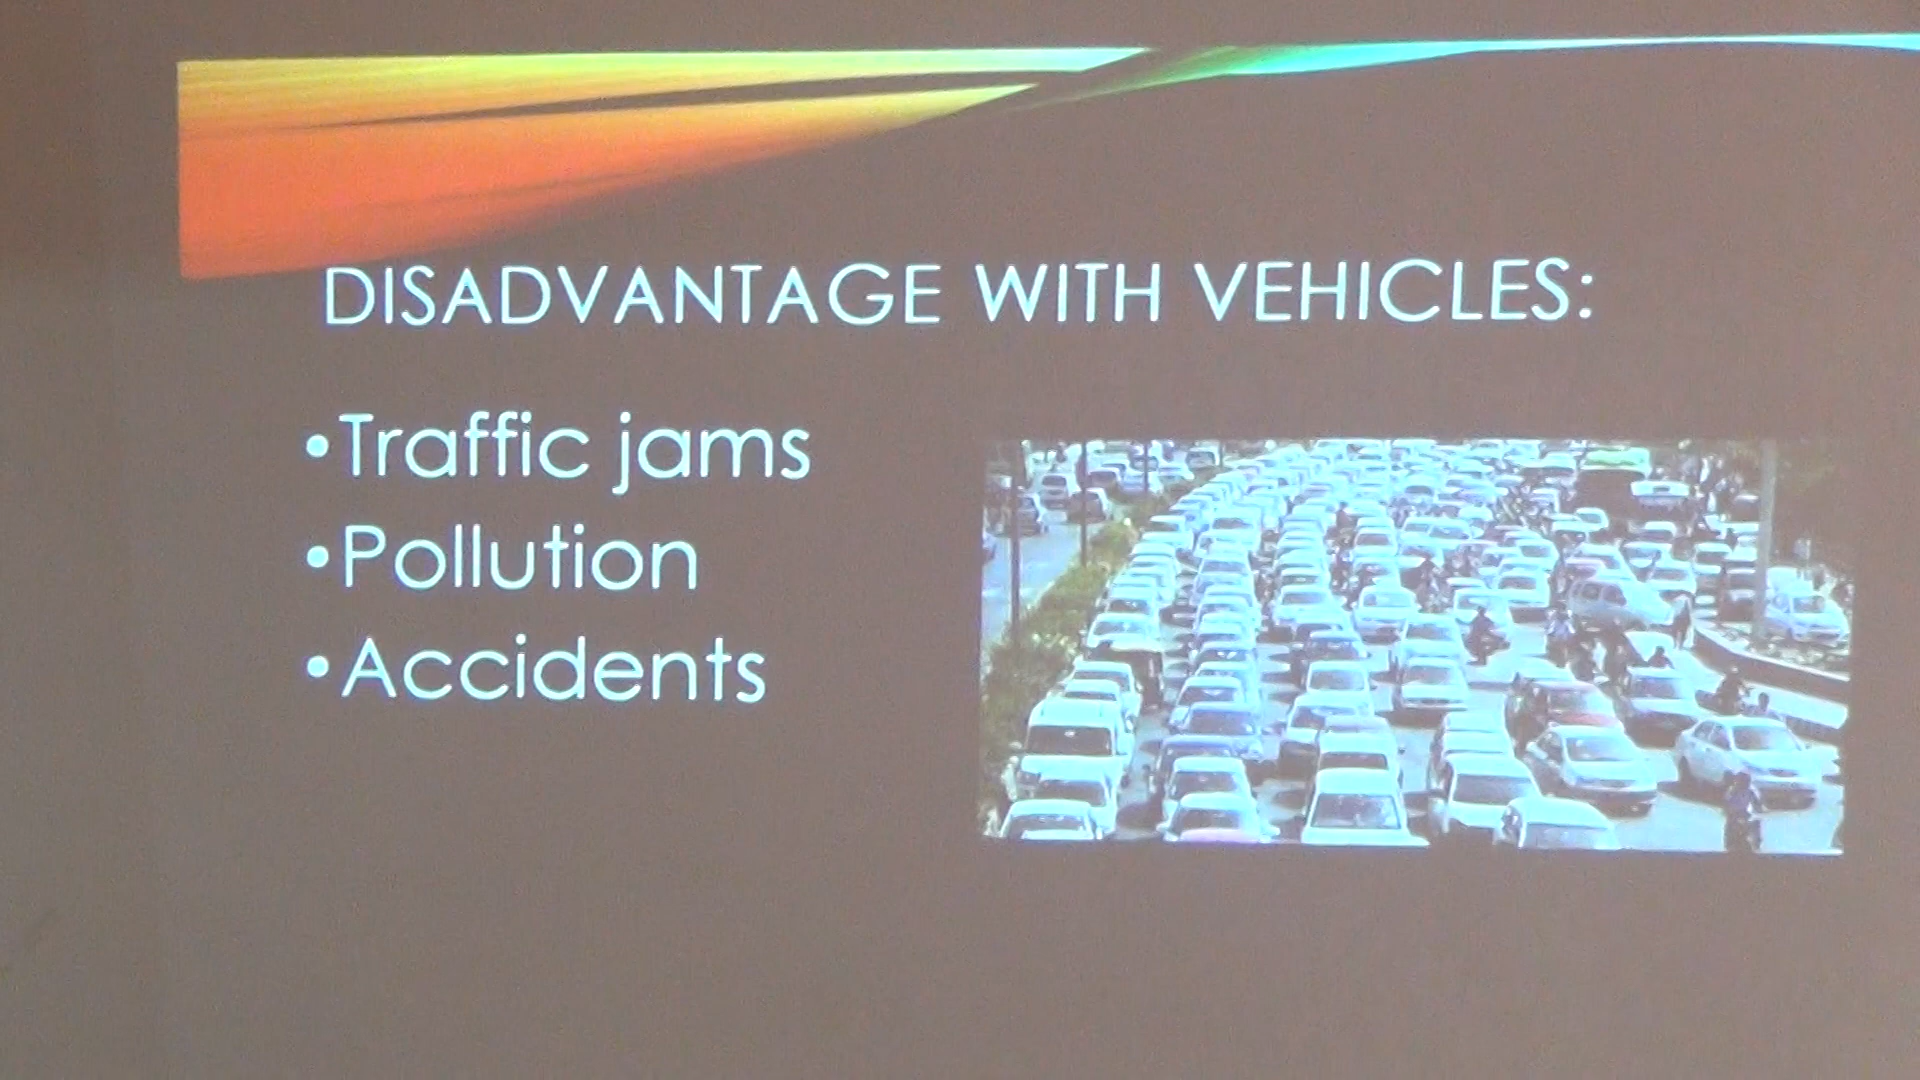 DISADVANTAGE WITH VEHICLES:
•Traffic jams
•Pollution
•Accidents